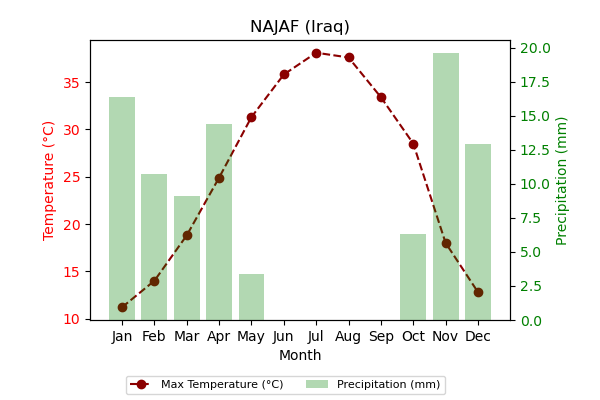 NAJAF (Iraq)
Temperature (°C)
35
30
25
20
15
10
20.0
17.5
15.0
12.5
10.0
7.5
5.0
2.5
0.0
Precipitation (mm)
Jan Feb Mar Apr May Jun Jul Aug Sep Oct Nov Dec
Month
Max Temperature (°C) Precipitation (mm)